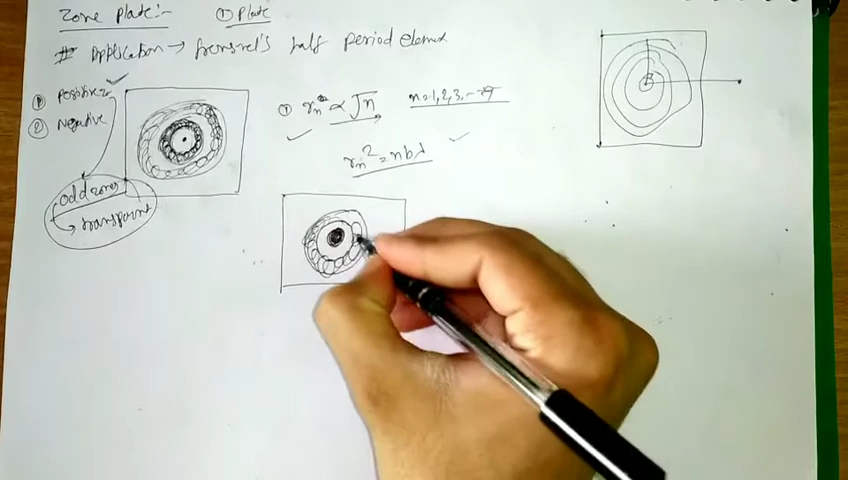 Zone Plate:- ① Plate
# Application → fresnel's half period element
① Positive
② Negative
① rₙ ∝ √n n=1,2,3,---
rₙ² = nbλ
odd zones
→ transparent